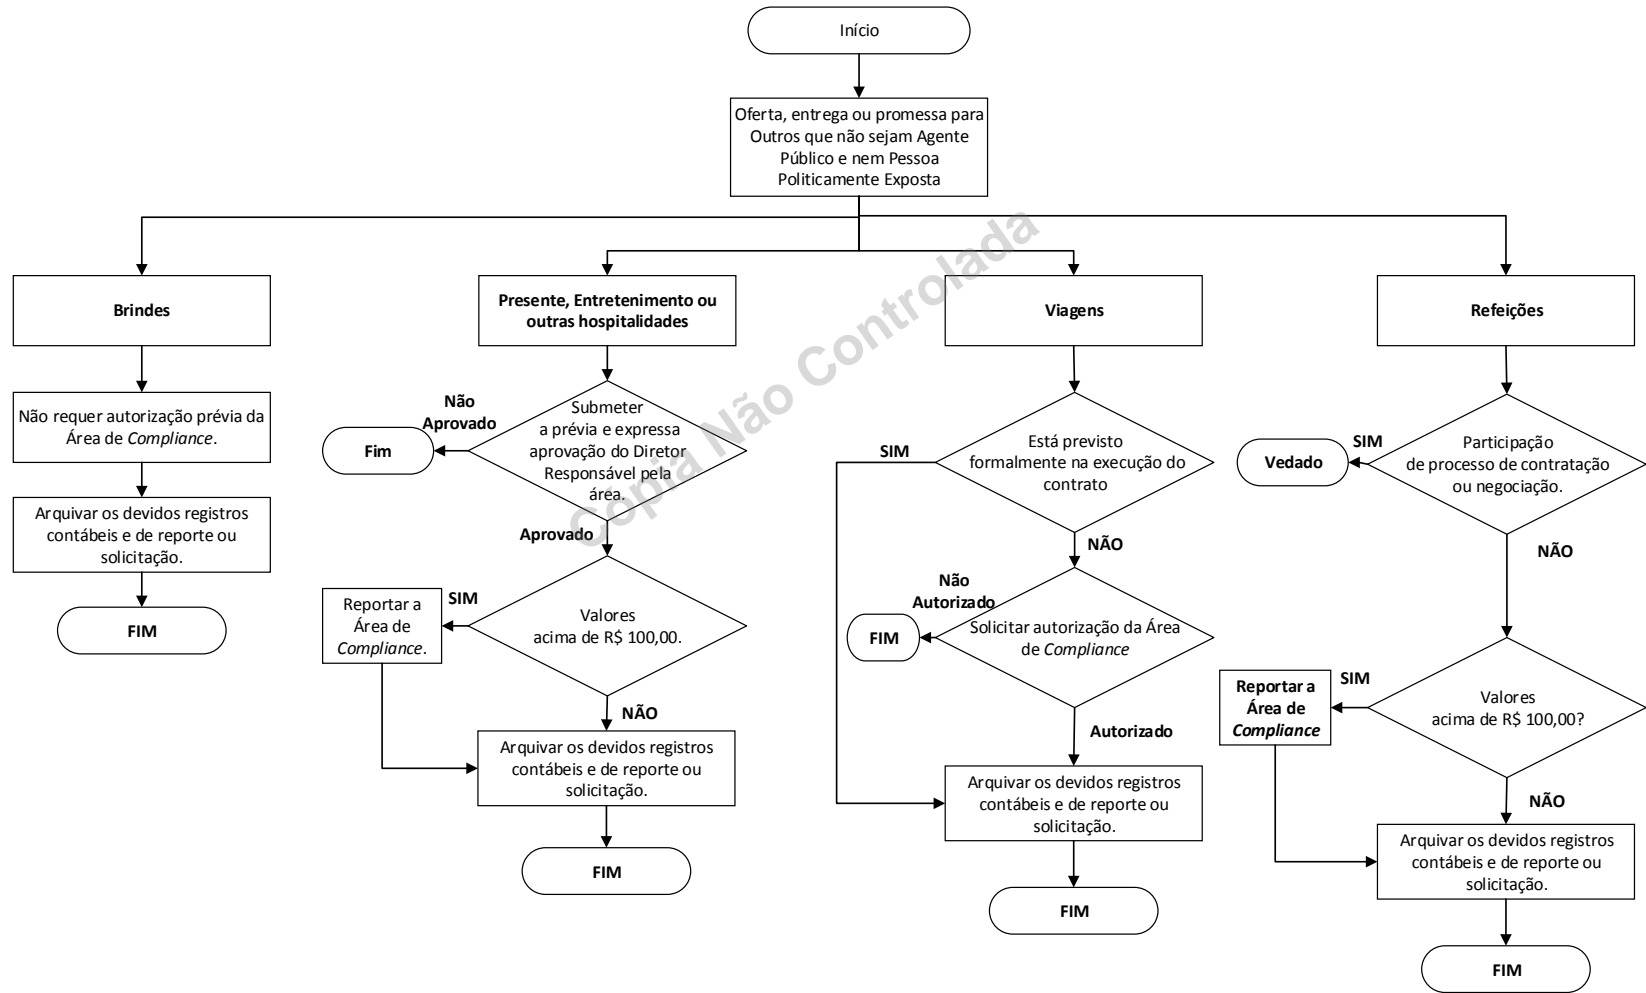 Início
Oferta, entrega ou promessa para
Outros que não sejam Agente
Público e nem Pessoa
Politicamente Exposta
Brindes
Não requer autorização prévia da
Área de Compliance.
Arquivar os devidos registros
contábeis e de reporte ou
solicitação.
FIM
Presente, Entretenimento ou
outras hospitalidades
Submeter
a prévia e expressa
aprovação do Diretor
Responsável pela
área.
Não
Aprovado
Fim
Aprovado
Valores
acima de R$ 100,00.
SIM
Reportar a
Área de
Compliance.
NÃO
Arquivar os devidos registros
contábeis e de reporte ou
solicitação.
FIM
Viagens
Está previsto
formalmente na execução do
contrato
SIM
NÃO
Não
Autorizado
FIM
Solicitar autorização da Área
de Compliance
Autorizado
Arquivar os devidos registros
contábeis e de reporte ou
solicitação.
FIM
Refeições
Participação
de processo de contratação
ou negociação.
SIM
Vedado
NÃO
Valores
acima de R$ 100,00?
SIM
Reportar a
Área de
Compliance
NÃO
Arquivar os devidos registros
contábeis e de reporte ou
solicitação.
FIM
Cópia Não Controlada